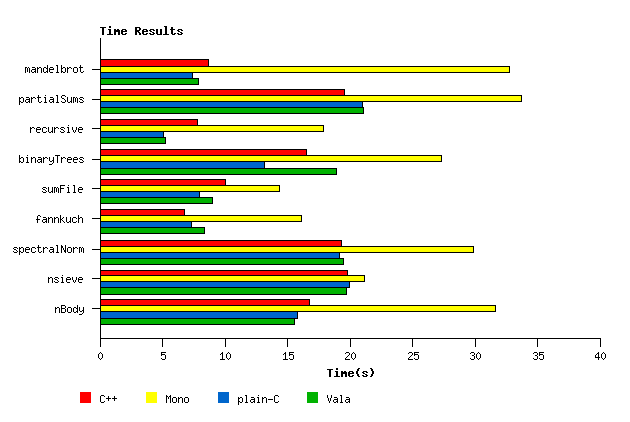 Time Results
mandelbrot
partialSums
recursive
binaryTrees
sumFile
fannkuch
spectralNorm
nsieve
nBody
0 5 10 15 20 25 30 35 40
Time(s)
C++ Mono plain-C Vala